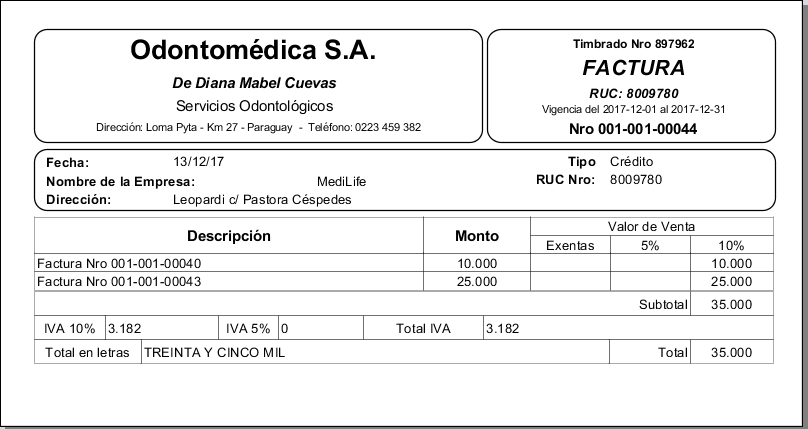 Odontomédica S.A.
De Diana Mabel Cuevas
Servicios Odontológicos
Dirección: Loma Pyta - Km 27 - Paraguay - Teléfono: 0223 459 382
Timbrado Nro 897962
FACTURA
RUC: 8009780
Vigencia del 2017-12-01 al 2017-12-31
Nro 001-001-00044
Fecha: 13/12/17 Tipo Crédito
Nombre de la Empresa: MediLife RUC Nro: 8009780
Dirección: Leopardi c/ Pastora Céspedes
Descripción Monto Valor de Venta
Exentas 5% 10%
Factura Nro 001-001-00040 10.000 10.000
Factura Nro 001-001-00043 25.000 25.000
Subtotal 35.000
IVA 10% 3.182 IVA 5% 0 Total IVA 3.182
Total en letras TREINTA Y CINCO MIL Total 35.000